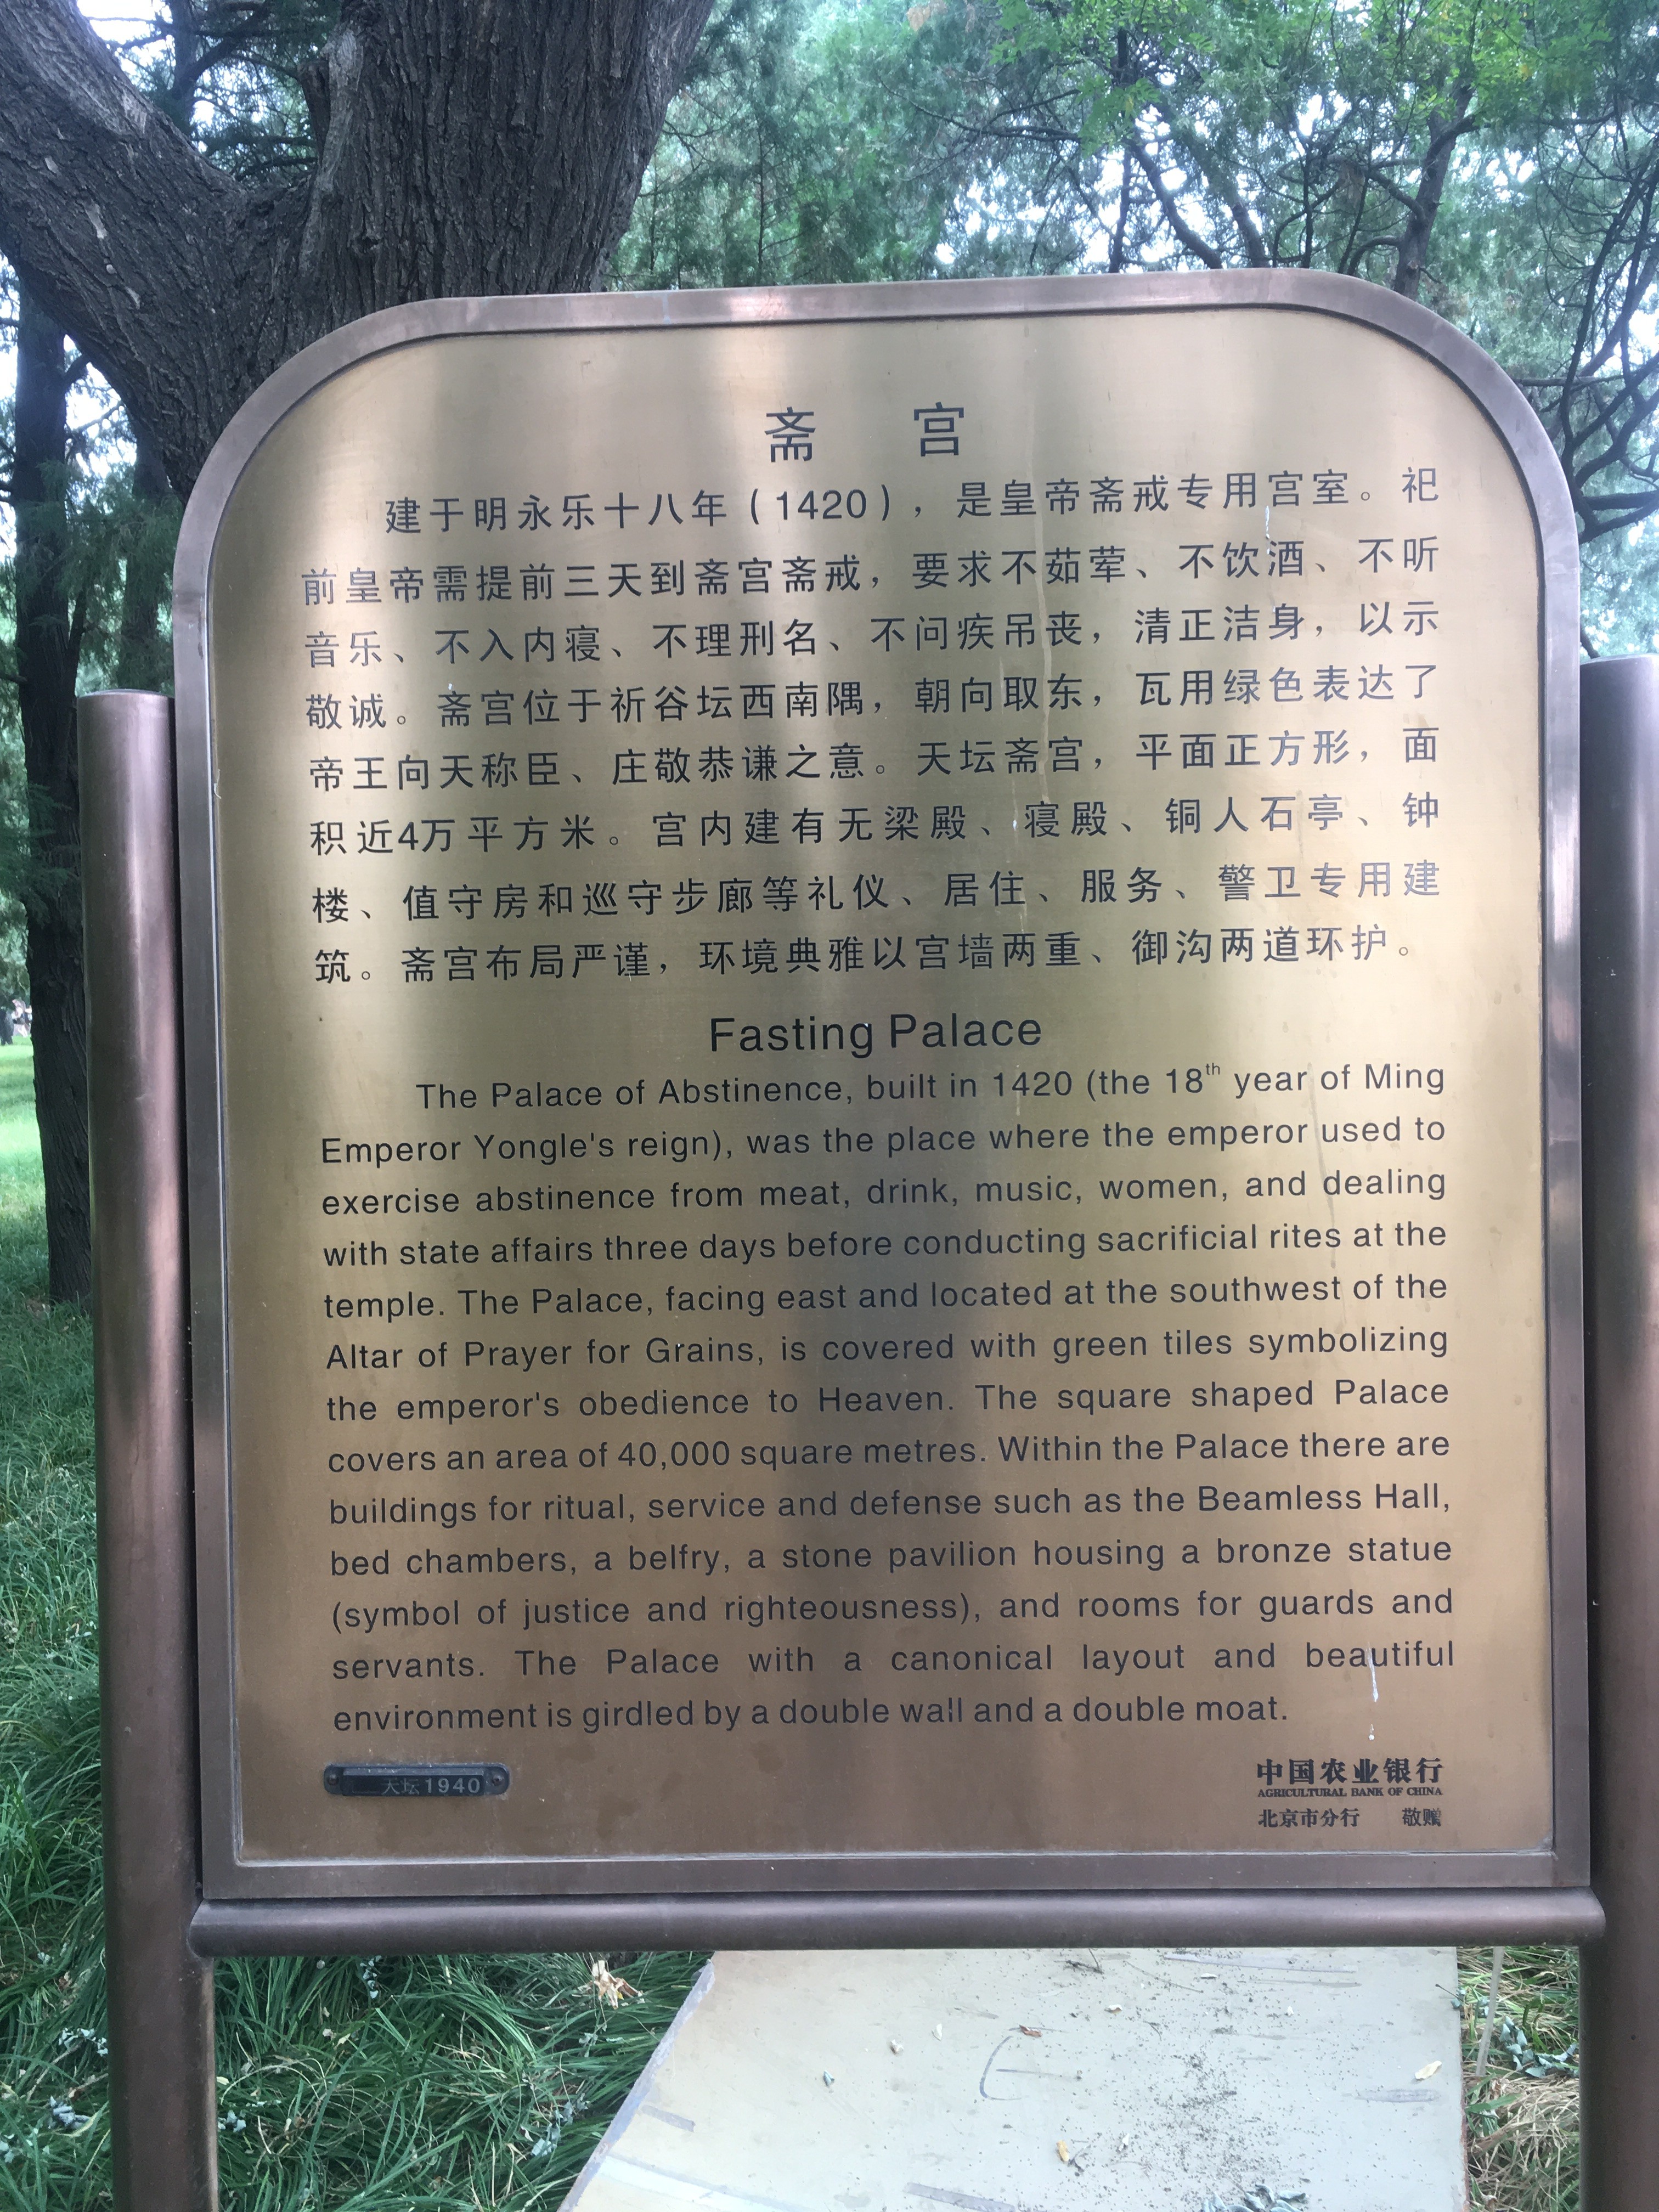 斋 宫
建于明永乐十八年（1420），是皇帝斋戒专用宫室。祀
前皇帝需提前三天到斋宫斋戒，要求不茹荤、不饮酒、不听
音乐、不入内寝、不理刑名、不问疾吊丧，清正洁身，以示
敬诚。斋宫位于祈谷坛西南隅，朝向取东，瓦用绿色表达了
帝王向天称臣、庄敬恭谦之意。天坛斋宫，平面正方形，面
积近4万平方米。宫内建有无梁殿、寝殿、铜人石亭、钟
楼、值守房和巡守步廊等礼仪、居住、服务、警卫专用建
筑。斋宫布局严谨，环境典雅以宫墙两重、御沟两道环护。
Fasting Palace
The Palace of Abstinence, built in 1420 (the 18th year of Ming
Emperor Yongle's reign), was the place where the emperor used to
exercise abstinence from meat, drink, music, women, and dealing
with state affairs three days before conducting sacrificial rites at the
temple. The Palace, facing east and located at the southwest of the
Altar of Prayer for Grains, is covered with green tiles symbolizing
the emperor's obedience to Heaven. The square shaped Palace
covers an area of 40,000 square metres. Within the Palace there are
buildings for ritual, service and defense such as the Beamless Hall,
bed chambers, a belfry, a stone pavilion housing a bronze statue
(symbol of justice and righteousness), and rooms for guards and
servants. The Palace with a canonical layout and beautiful
environment is girdled by a double wall and a double moat.
天坛1940
中国农业银行
AGRICULTURAL BANK OF CHINA
北京市分行 敬赠